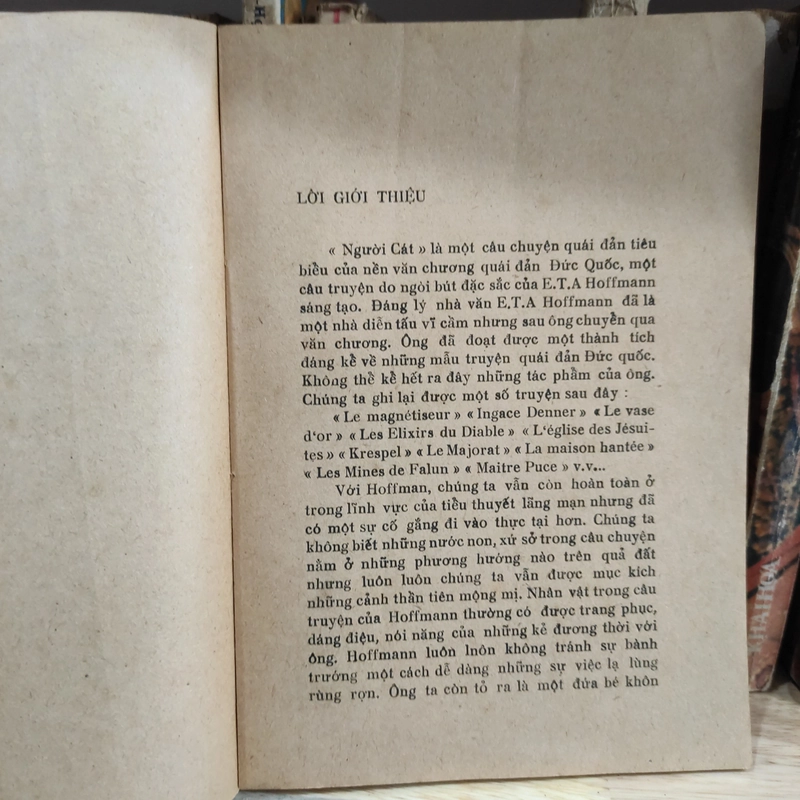 LỜI GIỚI THIỆU
« Người Cát » là một câu chuyện quái đản tiêu
biểu của nền văn chương quái đản Đức Quốc, một
câu truyện do ngòi bút đặc sắc của E.T.A Hoffmann
sáng tạo. Đáng lý nhà văn E.T.A Hoffmann đã là
một nhà diễn tấu vĩ cầm nhưng sau ông chuyển qua
văn chương. Ông đã đoạt được một thành tích
đáng kể về những mẫu truyện quái đản Đức quốc.
Không thể kể hết ra đây những tác phẩm của ông.
Chúng ta ghi lại được một số truyện sau đây :
« Le magnétiseur » « Ingace Denner » « Le vase
d'or » « Les Elixirs du Diable » « L'église des Jésui-
tes » « Krespel » « Le Majorat » « La maison hantée »
« Les Mines de Falun » « Maitre Puce » v.v...
Với Hoffman, chúng ta vẫn còn hoàn toàn ở
trong lĩnh vực của tiểu thuyết lãng mạn nhưng đã
có một sự cố gắng đi vào thực tại hơn. Chúng ta
không biết những nước non, xứ sở trong câu chuyện
nằm ở những phương hướng nào trên quả đất
nhưng luôn luôn chúng ta vẫn được mục kích
những cảnh thần tiên mộng mị. Nhân vật trong câu
truyện của Hoffmann thường có được trang phục,
dáng điệu, nói năng của những kẻ đương thời với
ông. Hoffmann luôn lnôn không tránh sự bành
trướng một cách dễ dàng những sự việc lạ lùng
rùng rợn. Ông ta còn tỏ ra là một đứa bé khôn
KHAI HOA